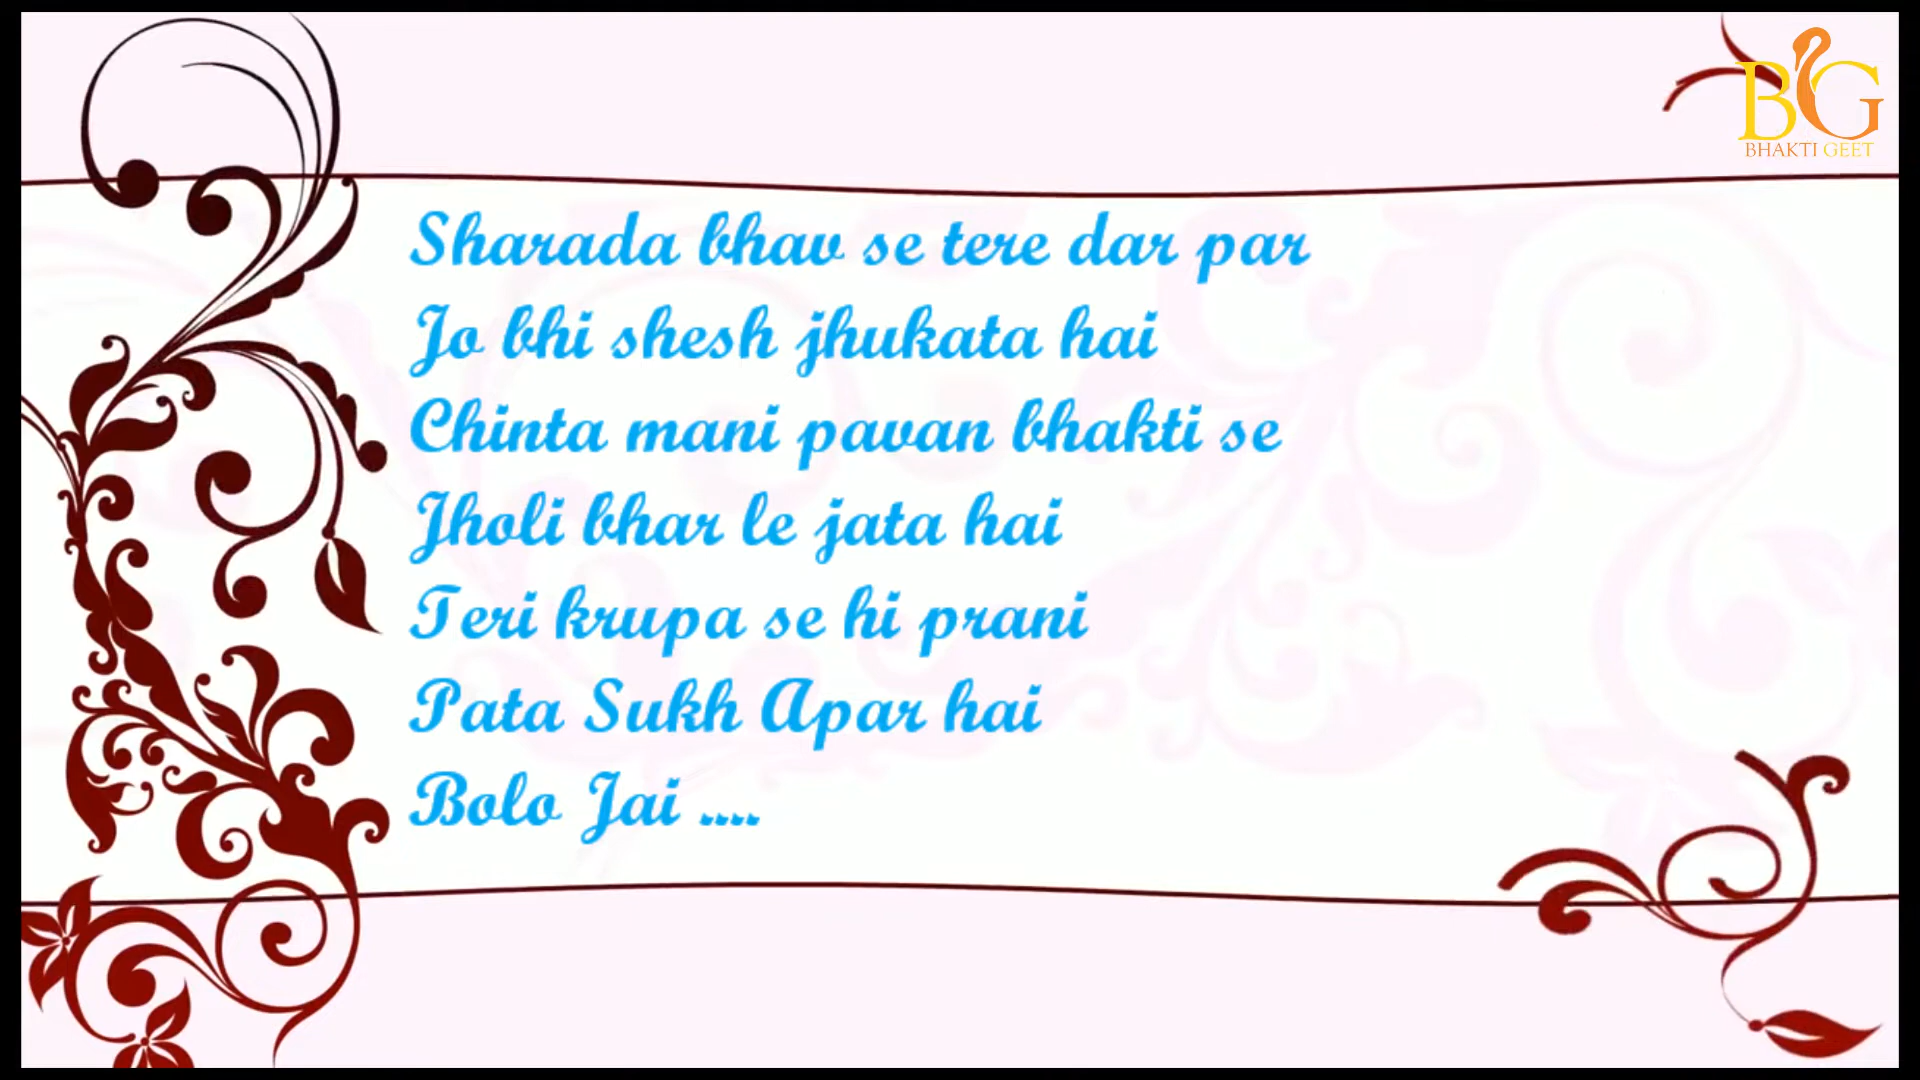 BG
BHAKTI GEET
Sharada bhav se tere dar par
Jo bhi shesh jhukata hai
Chinta mani pavan bhakti se
Jholi bhar le jata hai
Teri krupa se hi prani
Pata Sukh Apar hai
Bolo Jai ....